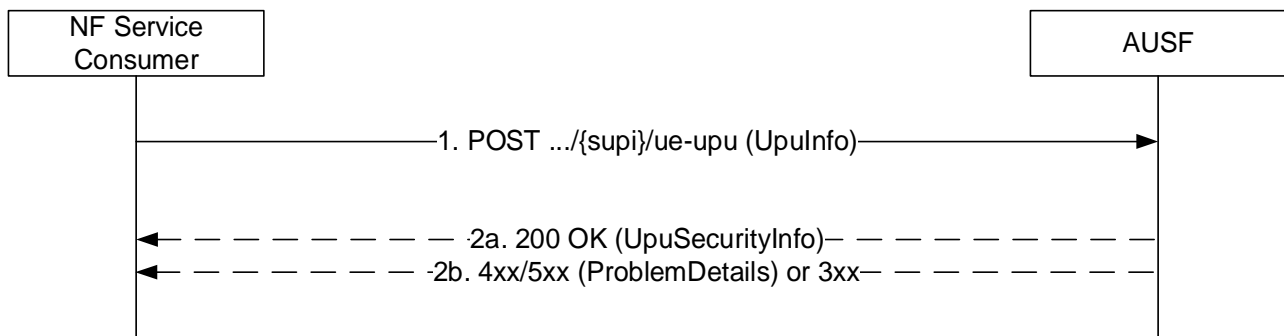 NF Service
Consumer
AUSF
1. POST .../{supi}/ue-upu (UpuInfo)
2a. 200 OK (UpuSecurityInfo)
2b. 4xx/5xx (ProblemDetails) or 3xx